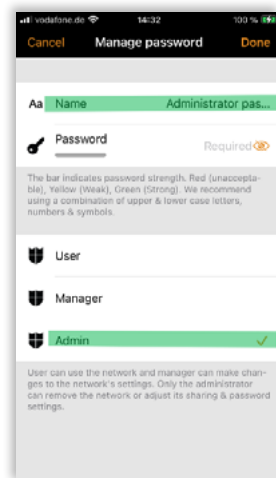 vodafone.de 14:32 100 %
Cancel Manage password Done
Aa Name Administrator pas...
Password Required
The bar indicates password strength. Red (unaccepta-
ble), Yellow (Weak), Green (Strong). We recommend
using a combination of upper & lower case letters,
numbers & symbols.
User
Manager
Admin
User can use the network and manager can make chan-
ges to the network's settings. Only the administrator
can remove the network or adjust its sharing & password
settings.